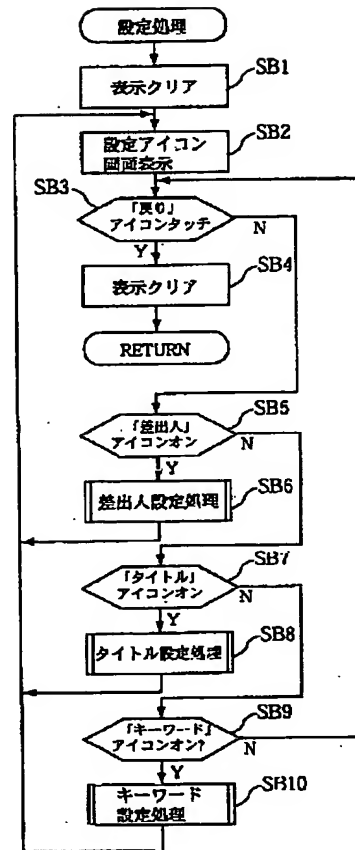 設定処理
SB1
表示クリア
SB2
設定アイコン
画面表示
SB3
「戻り」
アイコンタッチ
N
Y
SB4
表示クリア
RETURN
SB5
「差出人」
アイコンオン
N
Y
SB6
差出人設定処理
SB7
「タイトル」
アイコンオン
N
Y
SB8
タイトル設定処理
SB9
「キーワード」
アイコンオン?
N
Y
SB10
キーワード
設定処理